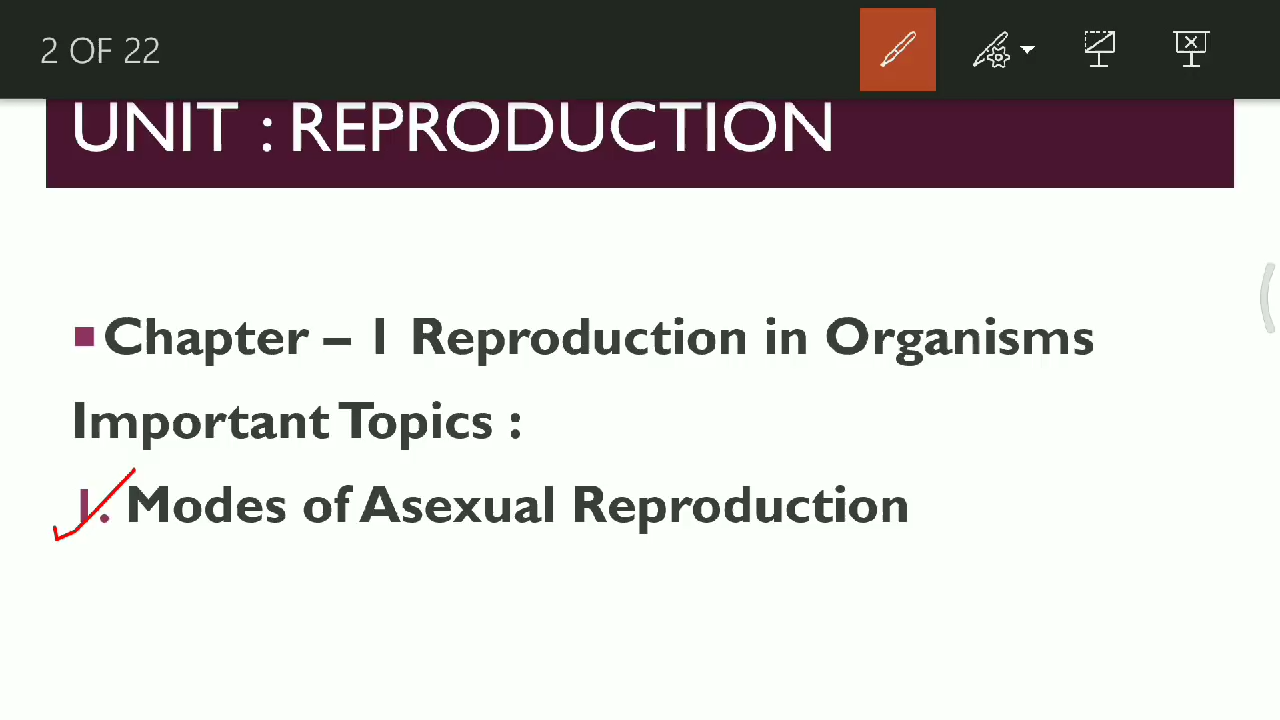 2 OF 22
UNIT : REPRODUCTION
Chapter – 1 Reproduction in Organisms
Important Topics :
1. Modes of Asexual Reproduction